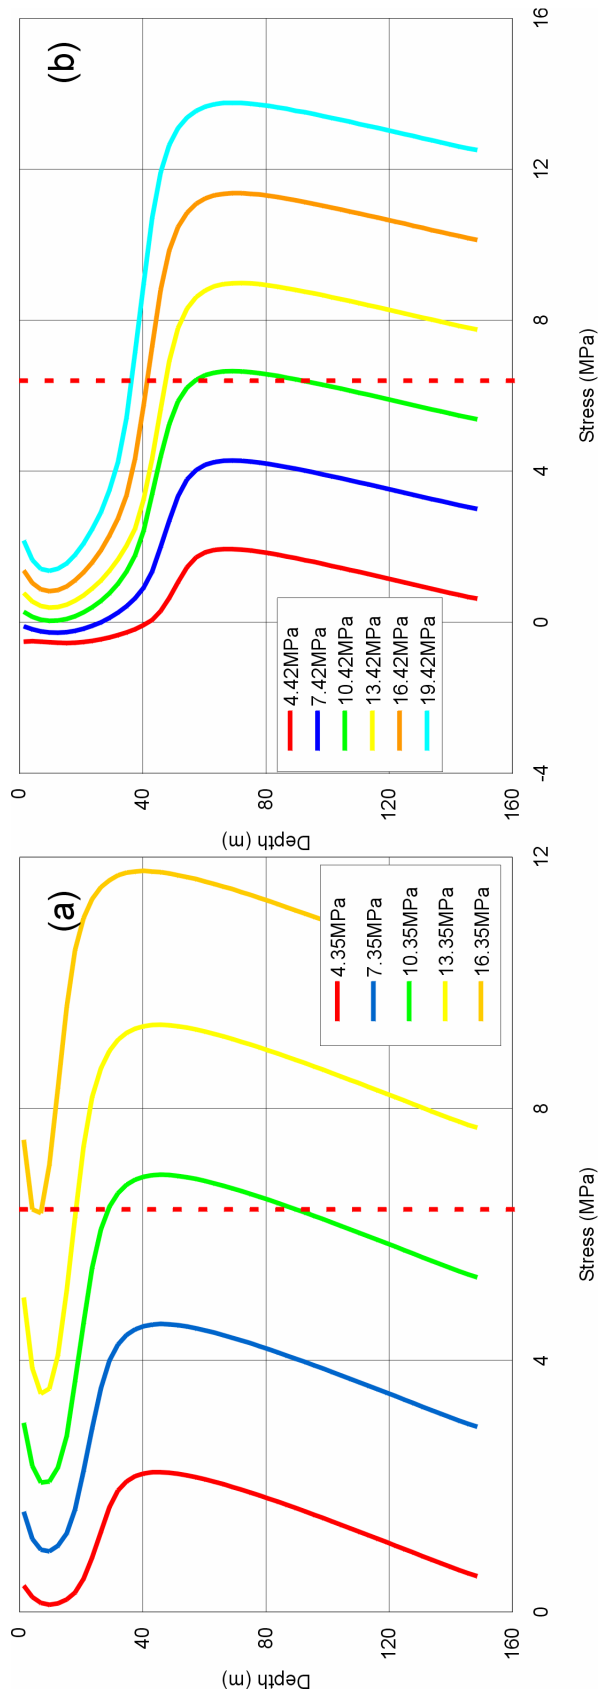 (a)
Depth (m)
0
40
80
120
160
0
4
8
12
Stress (MPa)
4.35MPa
7.35MPa
10.35MPa
13.35MPa
16.35MPa
(b)
Depth (m)
0
40
80
120
160
-4
0
4
8
12
16
Stress (MPa)
4.42MPa
7.42MPa
10.42MPa
13.42MPa
16.42MPa
19.42MPa